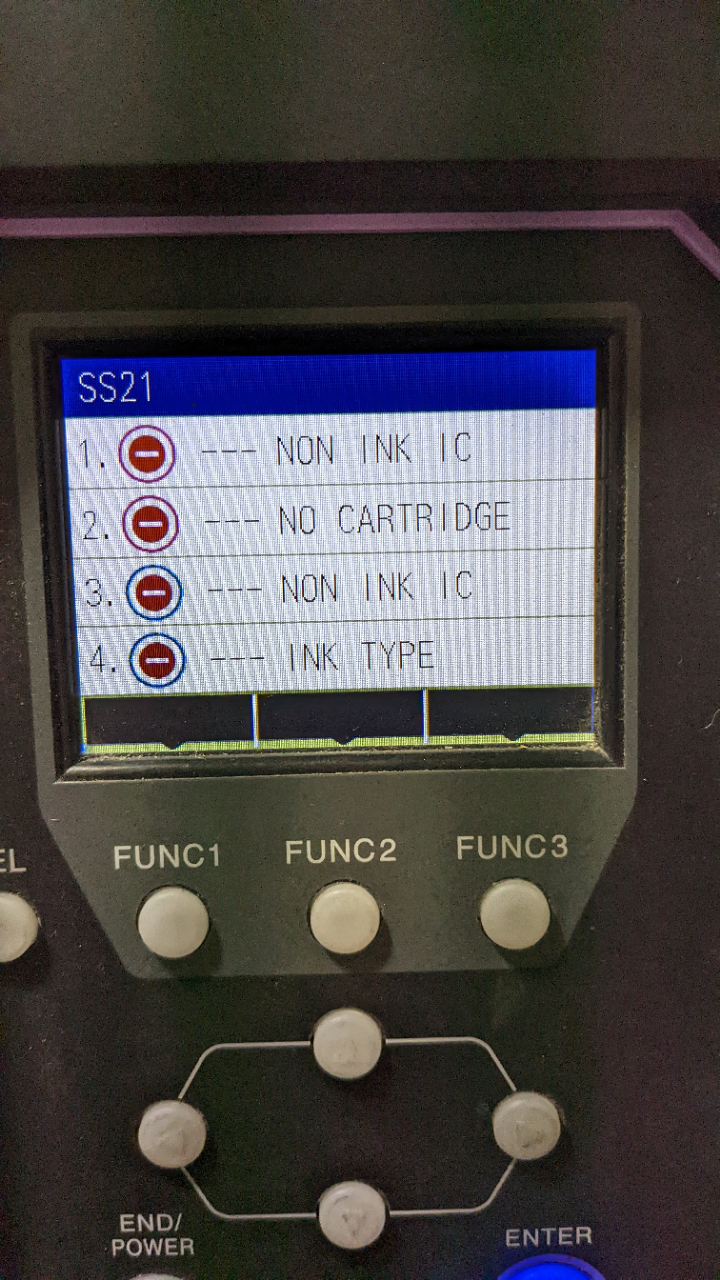 SS21
1. --- NON INK IC
2. --- NO CARTRIDGE
3. --- NON INK IC
4. --- INK TYPE
EL
FUNC1 FUNC2 FUNC3
END/
POWER
ENTER